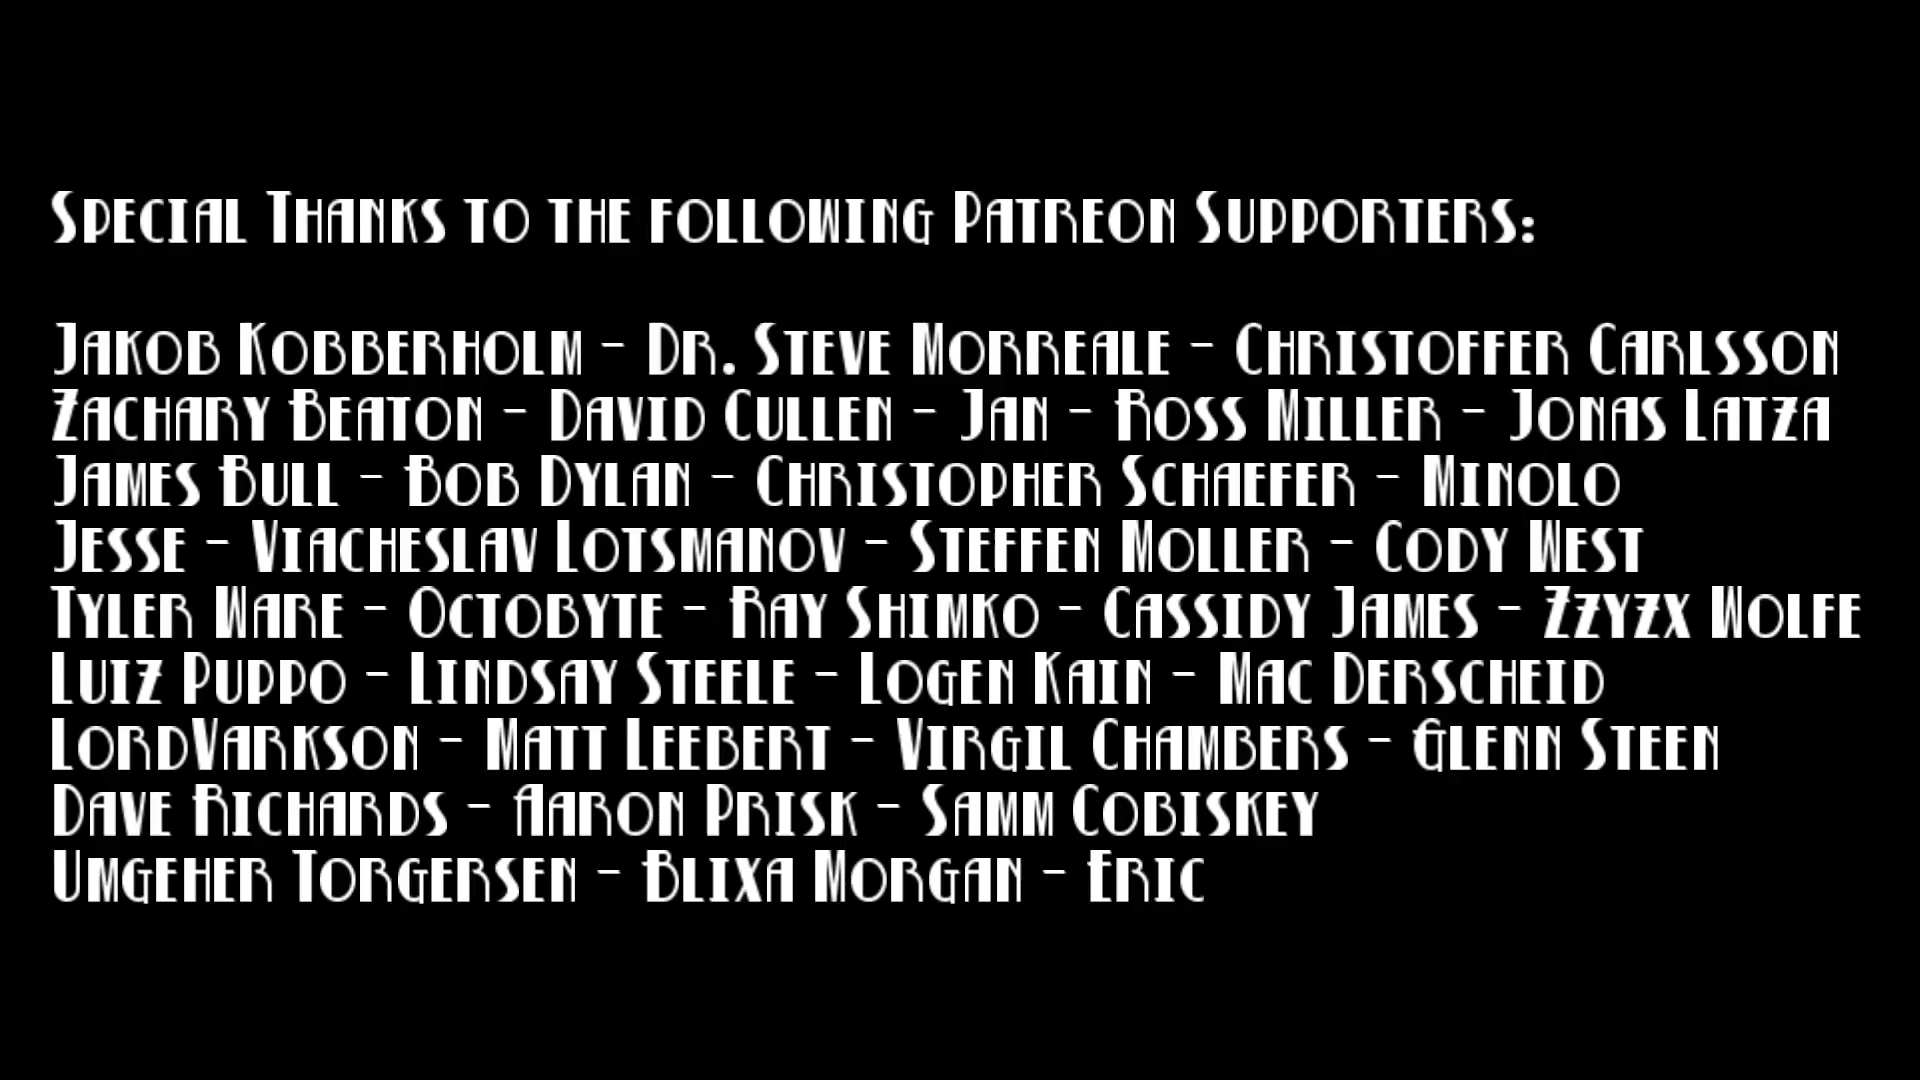 Special Thanks to the following Patreon Supporters:
Jakob Kobberholm - Dr. Steve Morreale - Christoffer Carlsson
Zachary Beaton - David Cullen - Jan - Ross Miller - Jonas Latza
James Bull - Bob Dylan - Christopher Schaefer - Minolo
Jesse - Viacheslav Lotsmanov - Steffen Moller - Cody West
Tyler Ware - Octobyte - Ray Shimko - Cassidy James - Zzyzx Wolfe
Luiz Puppo - Lindsay Steele - Logen Kain - Mac Derscheid
LordVarkson - Matt Leebert - Virgil Chambers - Glenn Steen
Dave Richards - Aaron Prisk - Samm Cobiskey
Umgeher Torgersen - Blixa Morgan - Eric